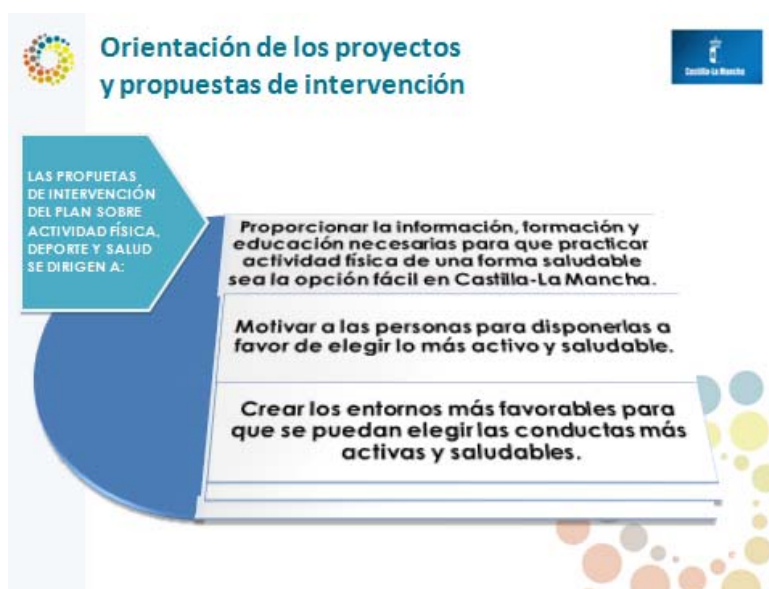 Orientación de los proyectos
y propuestas de intervención
Castilla-La Mancha
LAS PROPUETAS
DE INTERVENCIÓN
DEL PLAN SOBRE
ACTIVIDAD FÍSICA,
DEPORTE Y SALUD
SE DIRIGEN A:
Proporcionar la información, formación y
educación necesarias para que practicar
actividad física de una forma saludable
sea la opción fácil en Castilla-La Mancha.
Motivar a las personas para disponerlas a
favor de elegir lo más activo y saludable.
Crear los entornos más favorables para
que se puedan elegir las conductas más
activas y saludables.